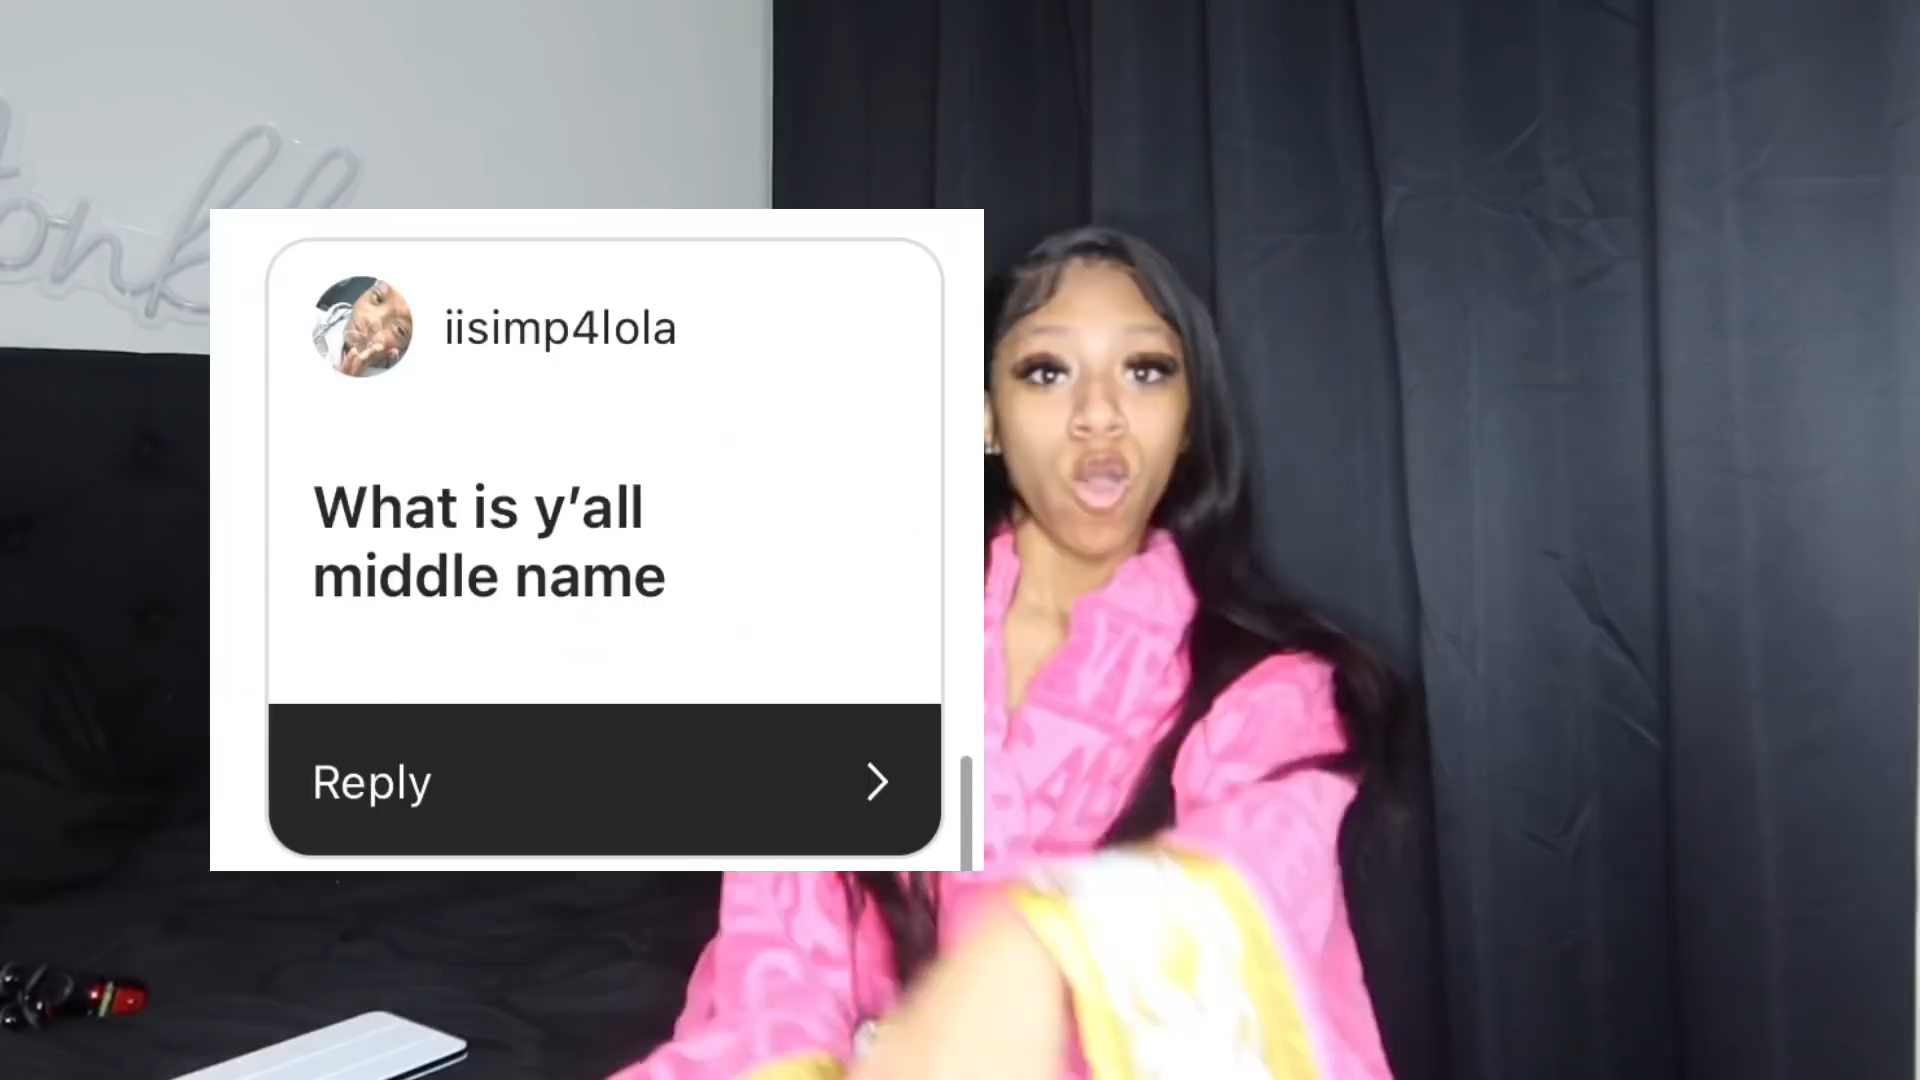 iisimp4lola
What is y’all
middle name
Reply